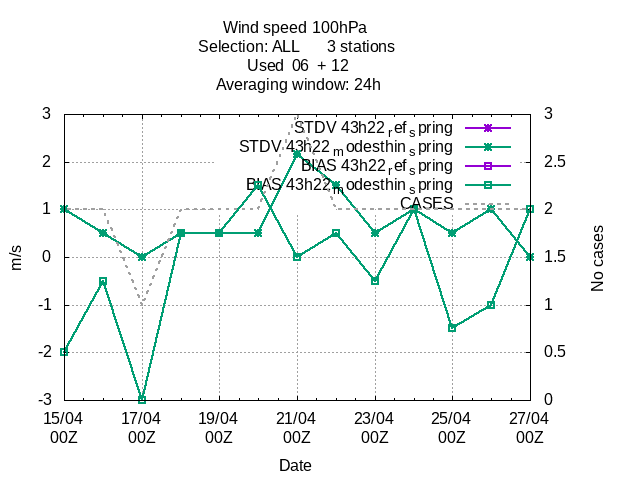 Wind speed 100hPa
Selection: ALL 3 stations
Used 06 + 12
Averaging window: 24h
STDV 43h22_ref_spring
STDV 43h22_modesthin_spring
BIAS 43h22_ref_spring
BIAS 43h22_modesthin_spring
CASES
3
2
1
0
-1
-2
-3
m/s
3
2.5
2
1.5
1
0.5
0
No cases
15/04 17/04 19/04 21/04 23/04 25/04 27/04
00Z 00Z 00Z 00Z 00Z 00Z 00Z
Date